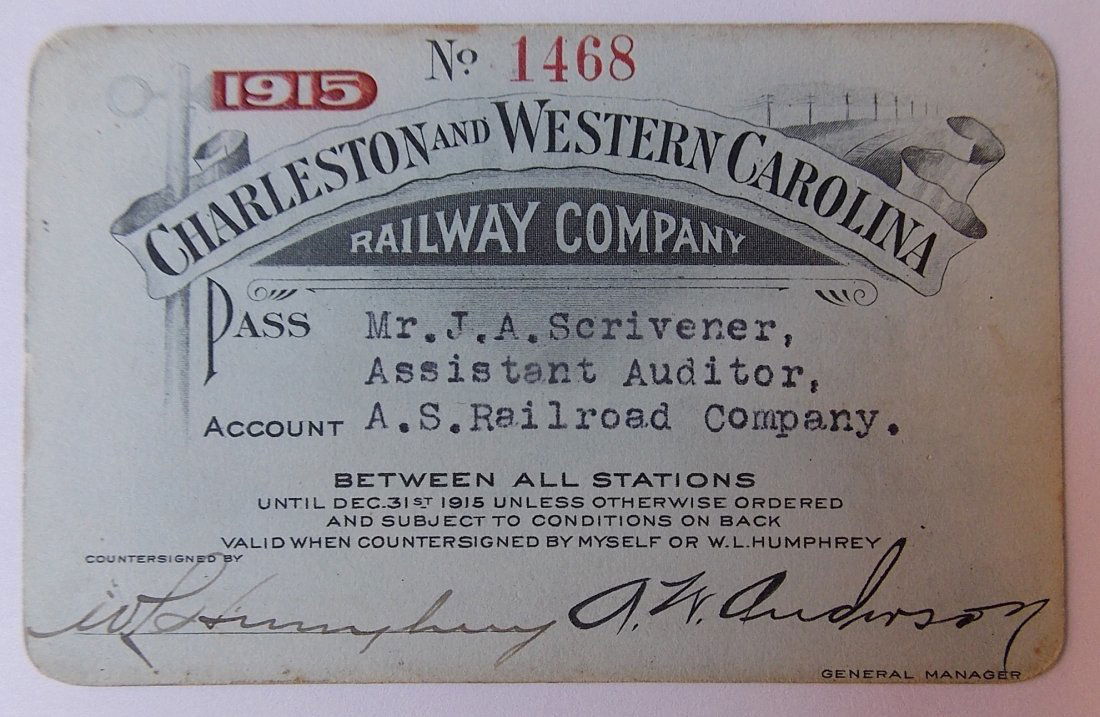 No. 1468
1915
CHARLESTON AND WESTERN CAROLINA
RAILWAY COMPANY
PASS Mr. J.A. Scrivener,
Assistant Auditor,
ACCOUNT A.S.Railroad Company.
BETWEEN ALL STATIONS
UNTIL DEC. 31ST 1915 UNLESS OTHERWISE ORDERED
AND SUBJECT TO CONDITIONS ON BACK
VALID WHEN COUNTERSIGNED BY MYSELF OR W.L. HUMPHREY
COUNTERSIGNED BY
W L Humphrey A. W. Anderson
GENERAL MANAGER